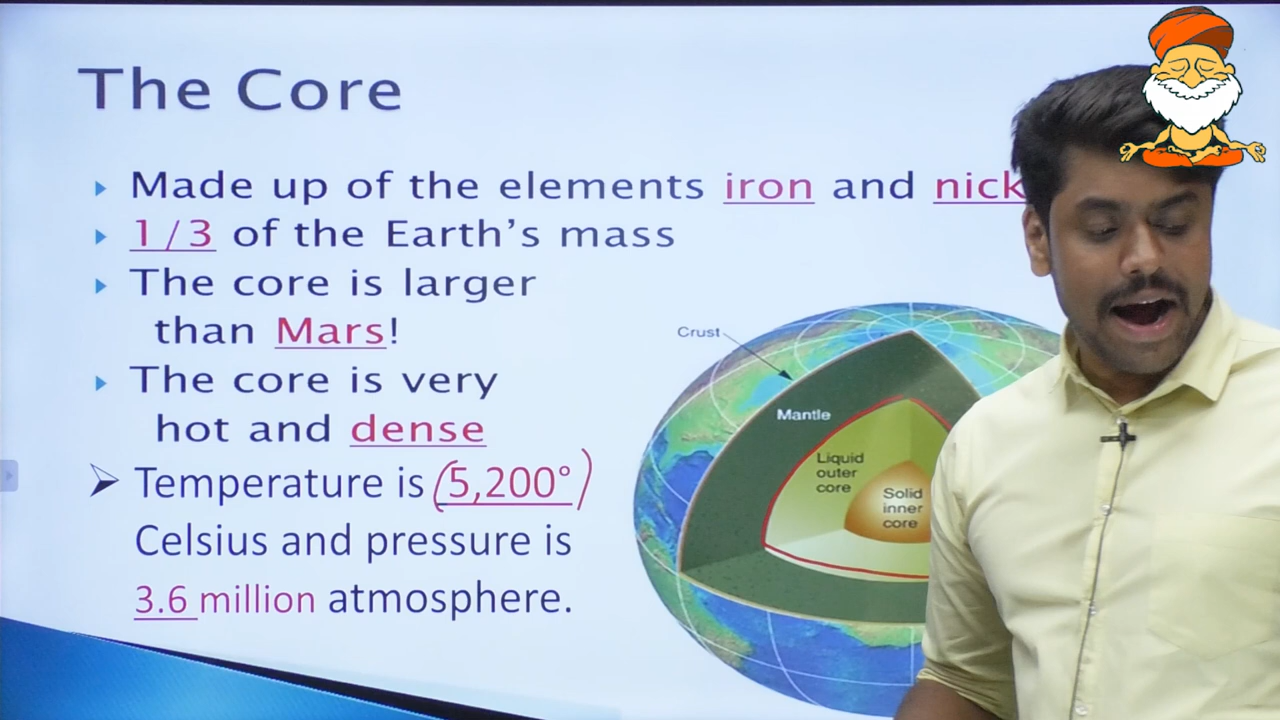 The Core
Made up of the elements iron and nick
1/3 of the Earth's mass
The core is larger
than Mars!
The core is very
hot and dense
Temperature is (5,200°)
Celsius and pressure is
3.6 million atmosphere.
Crust
Mantle
Liquid
outer
core
Solid
inner
core